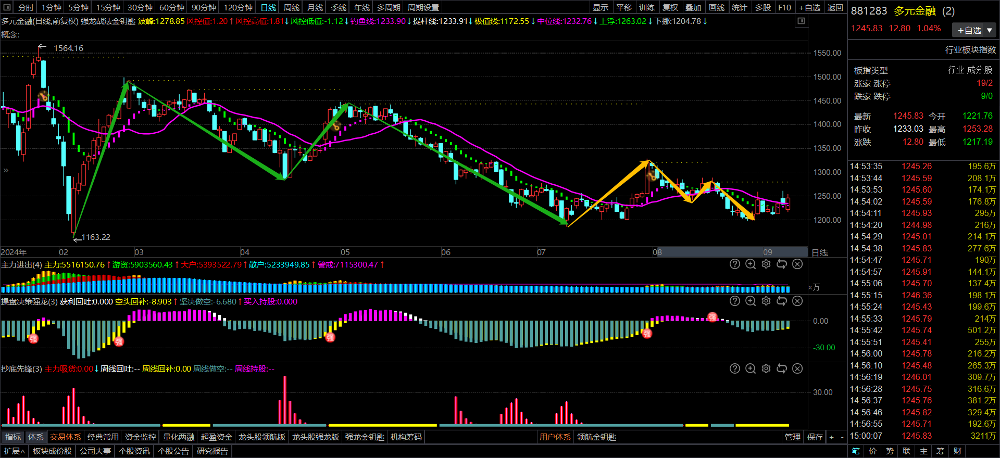 分时 1分钟 5分钟 15分钟 30分钟 60分钟 90分钟 120分钟 日线 周线 月线 季线 年线 多周期 周期设置 显示 平移 训练 复权 叠加 画线 统计 多股 F10 +自选 返回
881283 多元金融 (2)
多元金融(日线,前复权) 强龙战法金钥匙 波峰:1278.85 风控值:1.20↑风控高值:1.81↓风控低值:-1.12↓钓鱼线:1233.90↓提杆线:1233.91↓极值线:1172.55↓中位线:1232.76↓上浮:1263.02↓下挪:1204.78↓
1245.83 12.80 1.04% +自选 ▼
概念:
行业板块指数
板指类型 行业 成分股
涨家 涨停 19/2
跌家 跌停 9/0
最新 1245.83 今开 1221.76
昨收 1233.03 最高 1253.28
涨跌 12.80 最低 1217.19
←1564.16
1550.00
1500.00
1450.00
1400.00
1350.00
1300.00
1250.00
1200.00
←1163.22
»
2024年 02 03 04 05 06 07 08 09 日线
主力进出(4) 主力:5516150.76↑游资:5903560.43↑大户:5393522.79↑散户:5233949.85↑警戒:7115300.47↑
×万
操盘决策强龙(3) 获利回吐:0.000 空头回补:-8.903↑坚决做空:-6.680↑买入持股:0.000
0.00
-30.00
强 强 强 强 强
抄底先锋(3) 主力吸货:0.00↓周线回吐:-- 周线回补:0.00 周线做空:-- 周线持股:--
30.00
14:53:35 1245.26 195.6万
14:53:44 1245.59 208.1万
14:53:53 1245.60 174.1万
14:54:02 1245.59 176.8万
14:54:11 1245.93 295万
14:54:20 1244.98 216万
14:54:29 1245.01 214.1万
14:54:38 1245.83 277.6万
14:54:47 1245.71 190万
14:54:57 1245.91 144.1万
14:55:06 1245.70 137.4万
14:55:15 1246.36 198.1万
14:55:24 1245.43 199.6万
14:55:33 1245.79 214万
14:55:42 1245.74 501.2万
14:55:51 1245.41 255万
14:56:00 1245.78 216.2万
14:56:10 1245.48 265.3万
14:56:19 1246.01 309.7万
14:56:28 1245.75 316.6万
14:56:37 1245.76 381.2万
14:56:46 1245.82 329.4万
14:56:55 1245.71 192.6万
15:00:07 1245.83 3211万
指标 体系 交易体系 经典常用 资金监控 量化两融 超盈资金 龙头股领航版 龙头股强龙版 强龙金钥匙 机构筹码 用户体系 领航金钥匙 管理 保存 + -
扩展∧ 板块成份股 公司大事 个股资讯 个股公告 研究报告 笔 价 势 联 主 筹 财